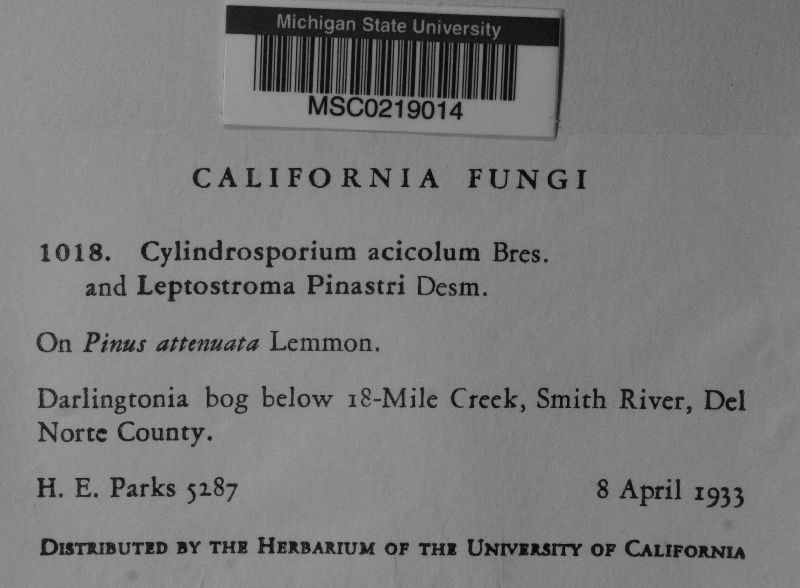 Michigan State University
MSC0219014
CALIFORNIA FUNGI
1018. Cylindrosporium acicolum Bres.
and Leptostroma Pinastri Desm.
On Pinus attenuata Lemmon.
Darlingtonia bog below 18-Mile Creek, Smith River, Del
Norte County.
H. E. Parks 5287 8 April 1933
DISTRIBUTED BY THE HERBARIUM OF THE UNIVERSITY OF CALIFORNIA